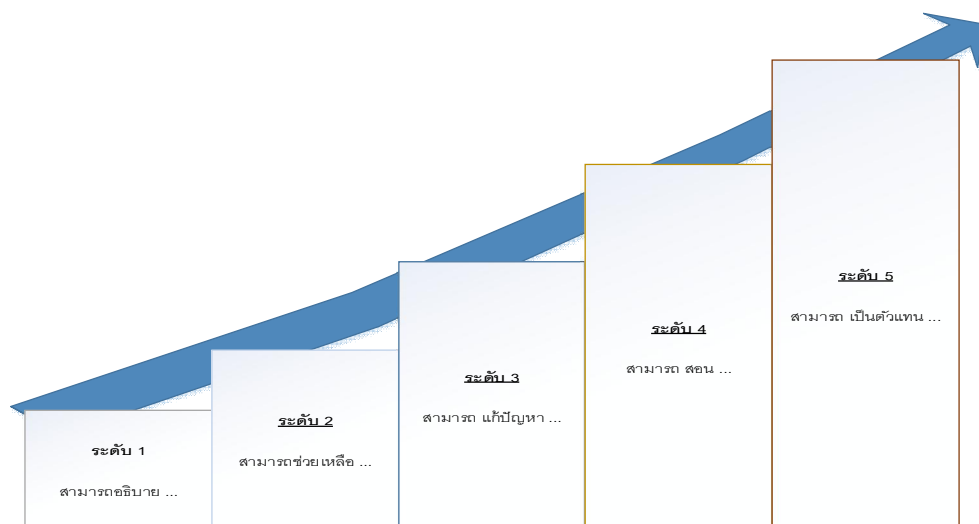 ระดับ 1
สามารถอธิบาย ...
ระดับ 2
สามารถช่วยเหลือ ...
ระดับ 3
สามารถ แก้ปัญหา ...
ระดับ 4
สามารถ สอน ...
ระดับ 5
สามารถ เป็นตัวแทน ...